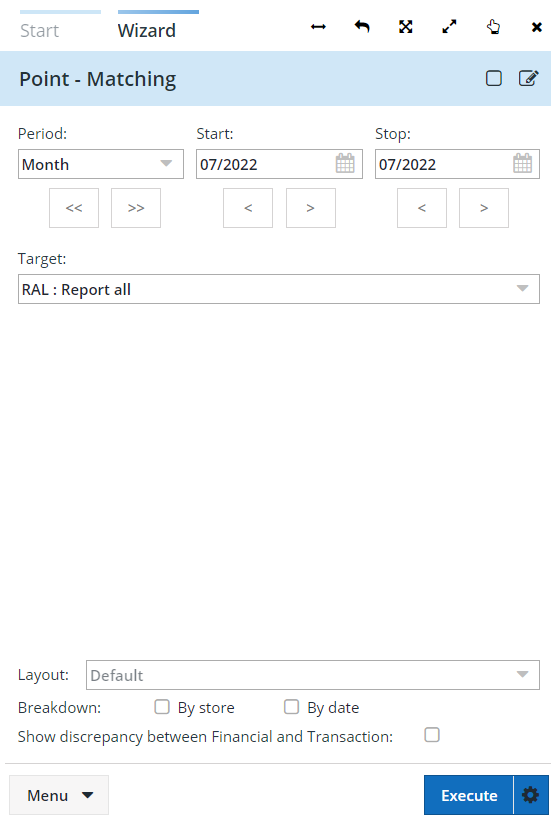 Start Wizard
Point - Matching
Period: Start: Stop:
Month 07/2022 07/2022
<< >> < > < >
Target:
RAL : Report all
Layout: Default
Breakdown: By store By date
Show discrepancy between Financial and Transaction:
Menu Execute